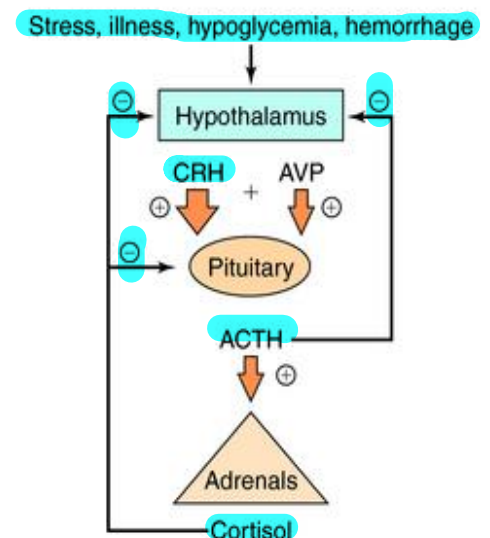 Stress, illness, hypoglycemia, hemorrhage
⊖ ⊖
Hypothalamus
CRH + AVP
⊕ ⊕
⊖
Pituitary
ACTH
⊕
Adrenals
Cortisol